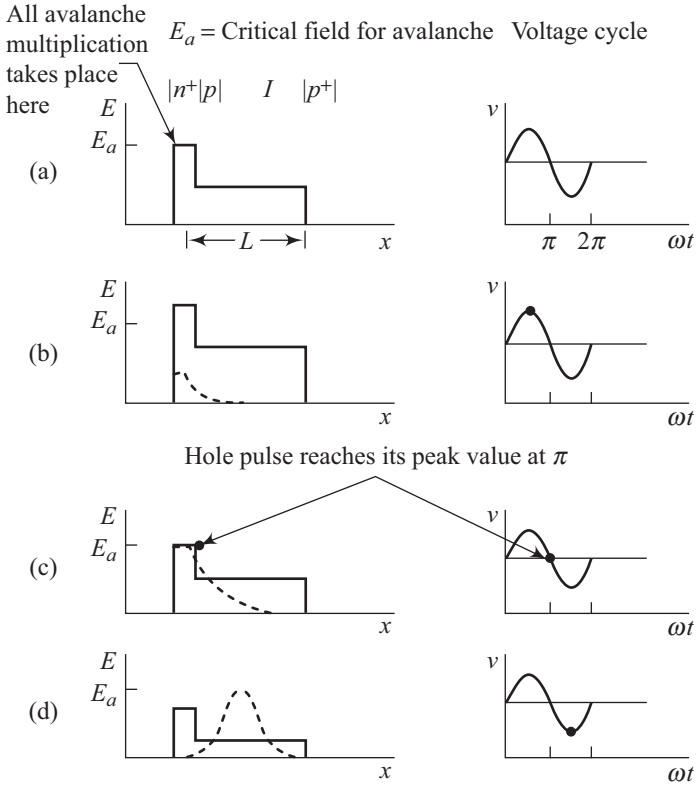 All avalanche
multiplication
takes place
here
E_a = Critical field for avalanche
Voltage cycle
|n⁺|p| I |p⁺|
(a)
E
E_a
L
x
v
π 2π
ωt
(b)
E
E_a
x
v
ωt
Hole pulse reaches its peak value at π
(c)
E
E_a
x
v
ωt
(d)
E
E_a
x
v
ωt